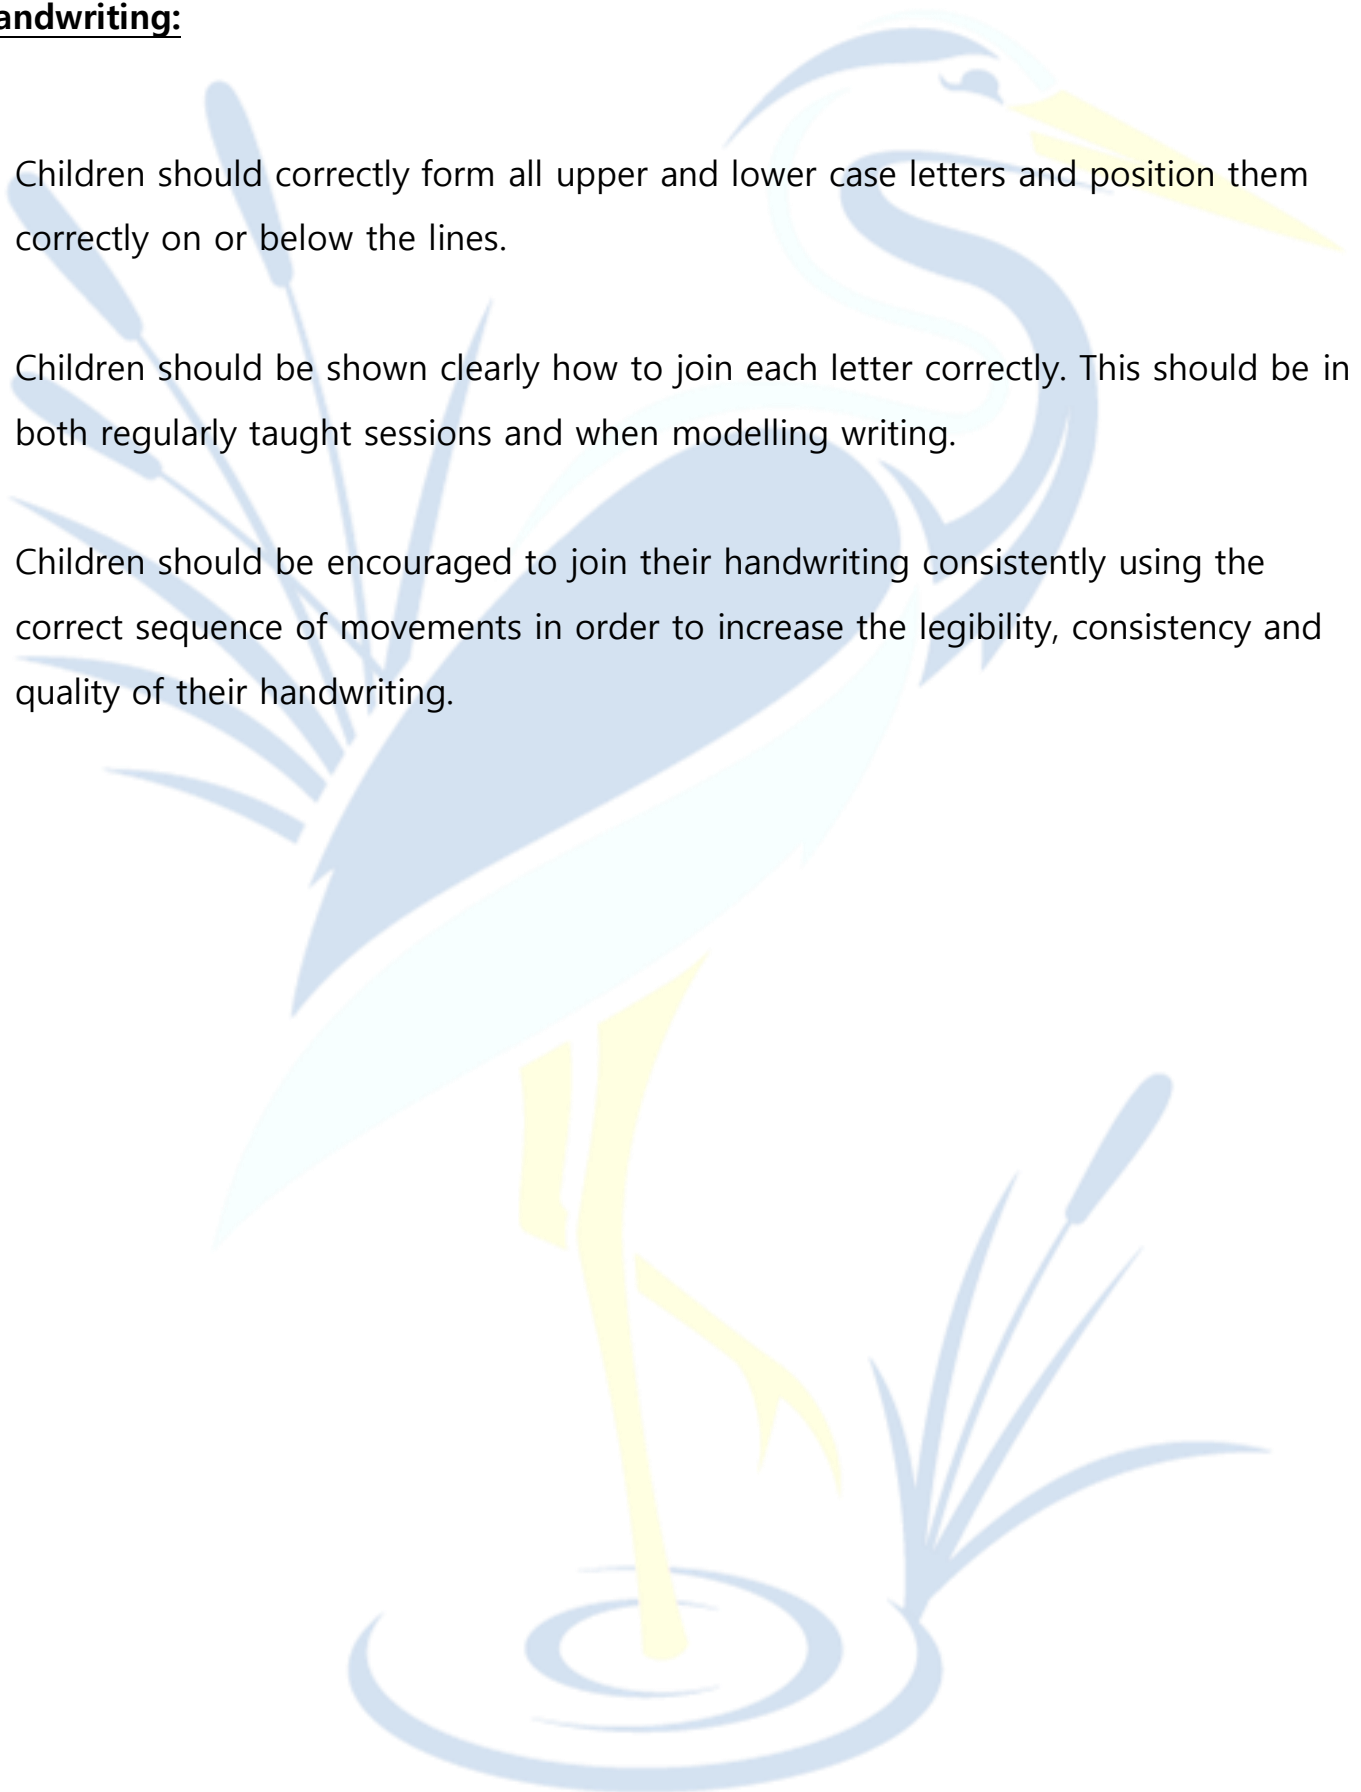 andwriting:
Children should correctly form all upper and lower case letters and position them
correctly on or below the lines.
Children should be shown clearly how to join each letter correctly. This should be in
both regularly taught sessions and when modelling writing.
Children should be encouraged to join their handwriting consistently using the
correct sequence of movements in order to increase the legibility, consistency and
quality of their handwriting.